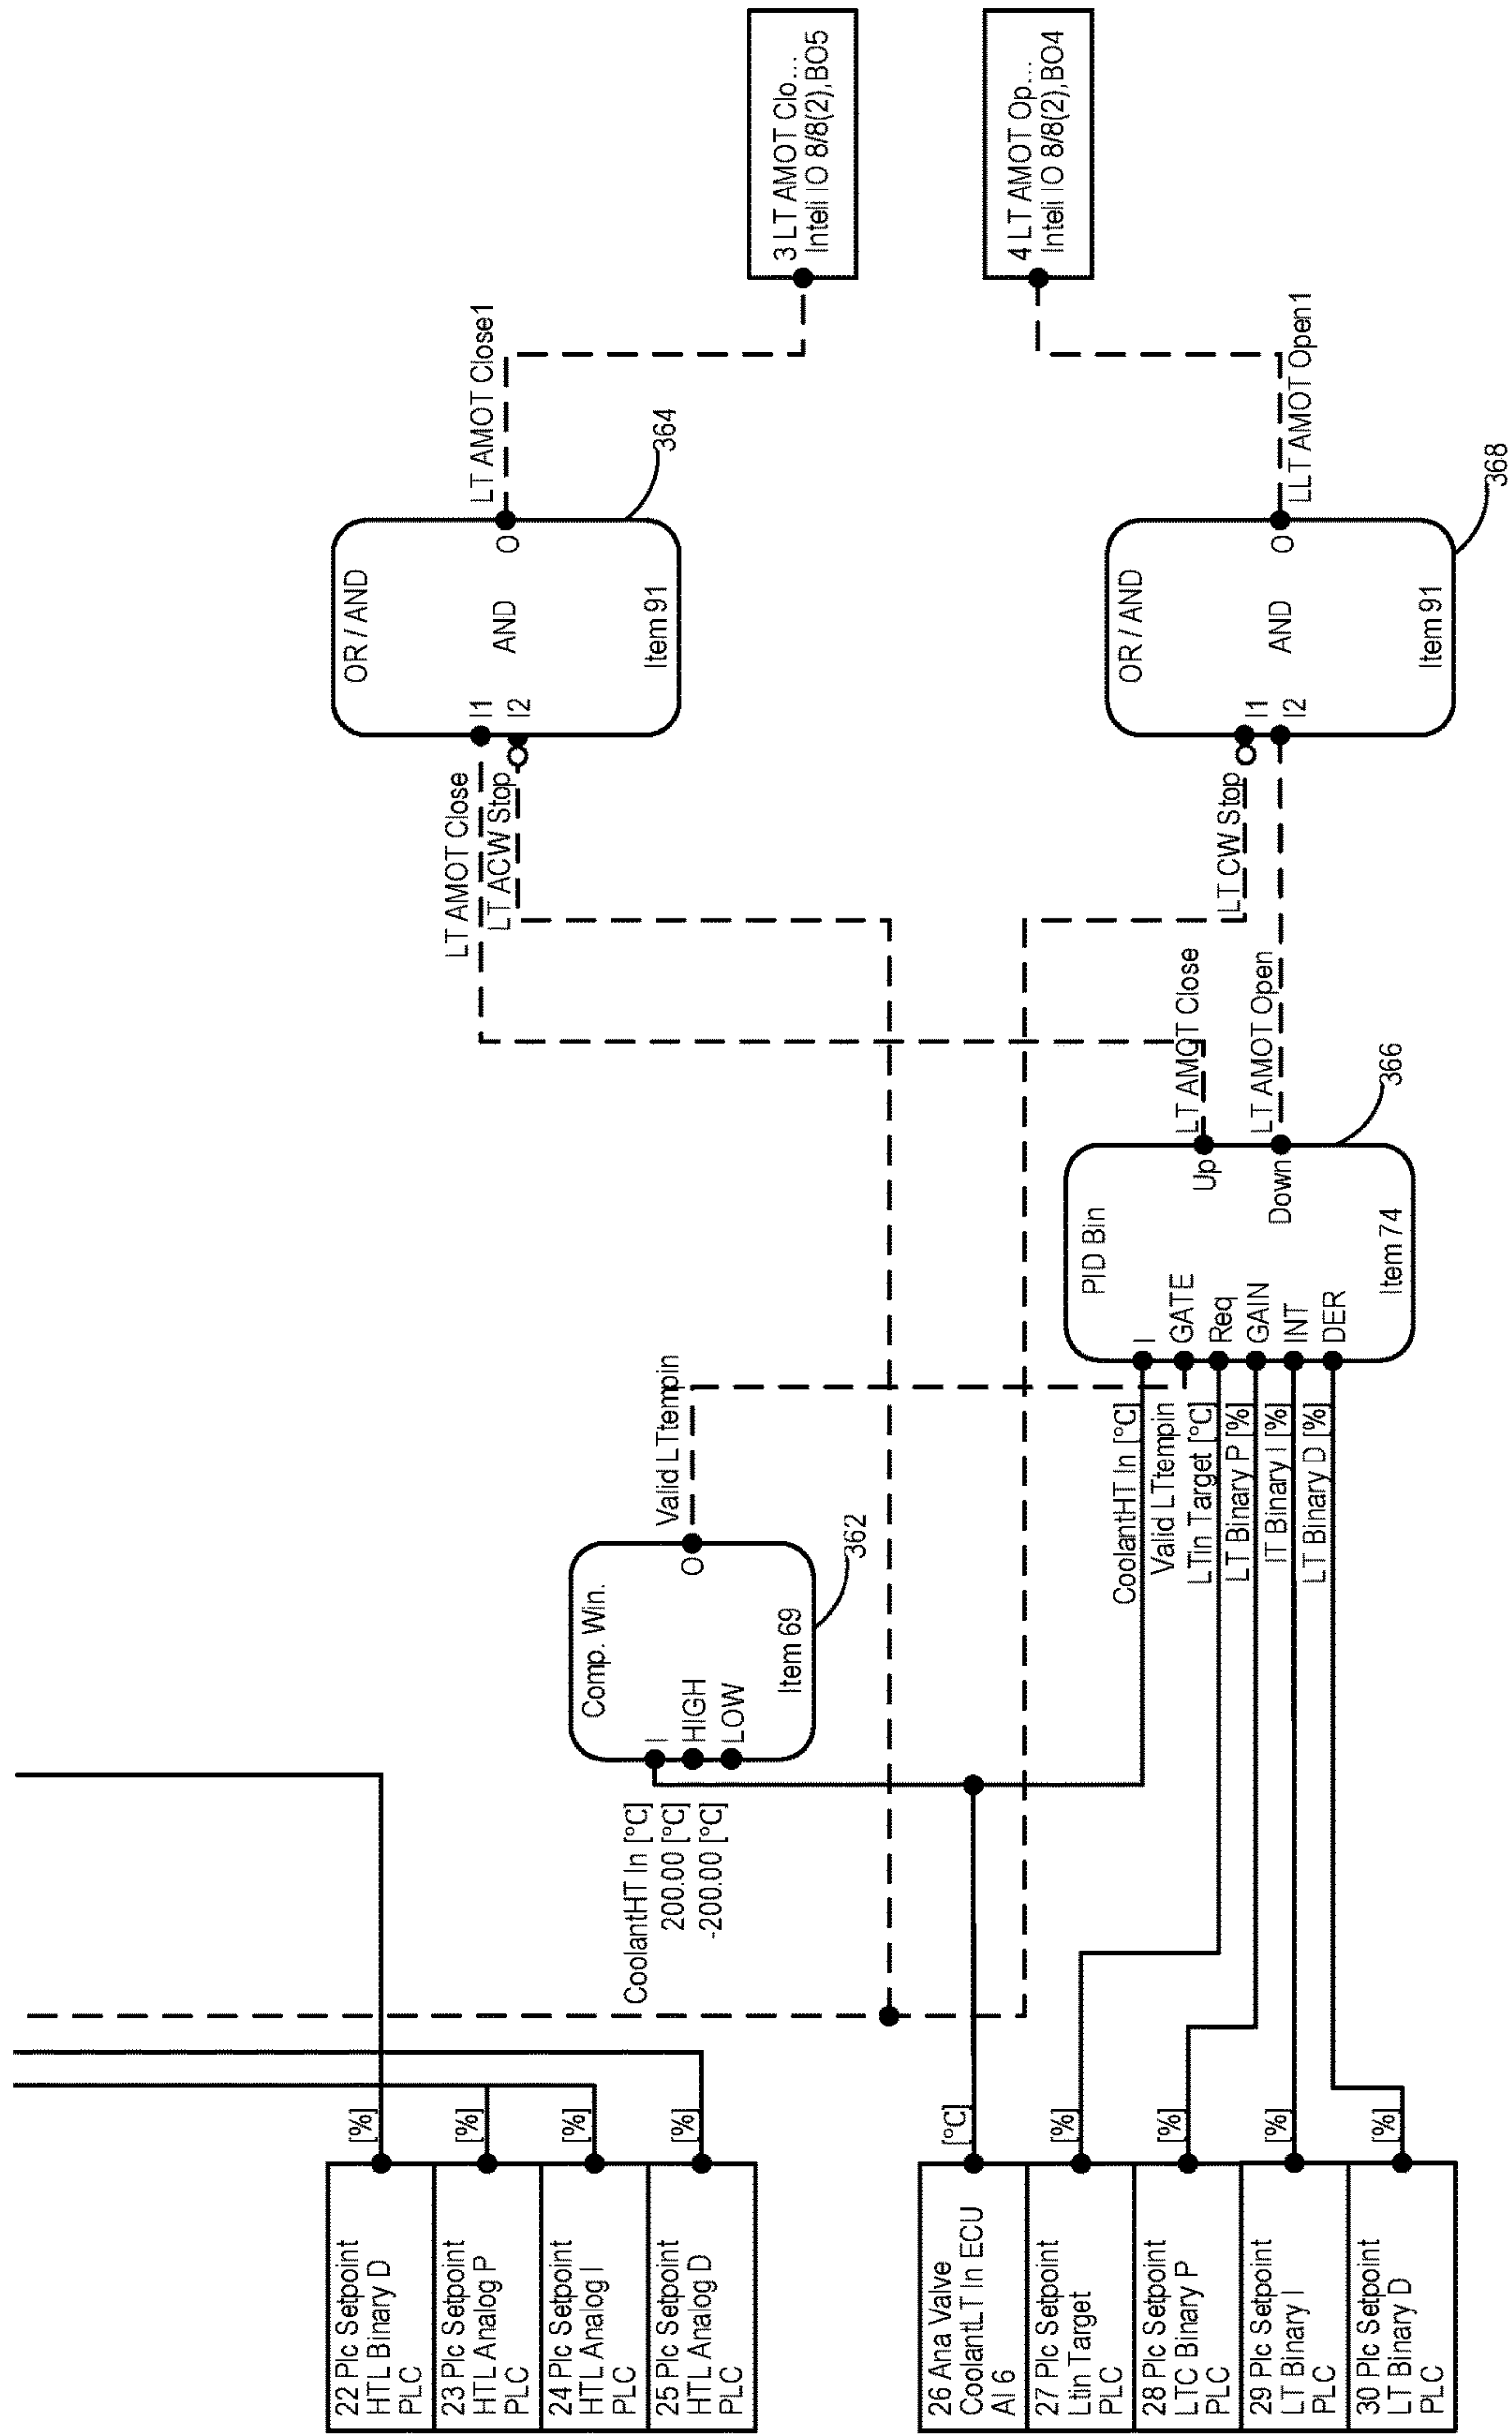 22 Plc Setpoint
HTL Binary D
PLC
[%]
23 Plc Setpoint
HTL Analog P
PLC
[%]
24 Plc Setpoint
HTL Analog I
PLC
[%]
25 Plc Setpoint
HTL Analog D
PLC
[%]
26 Ana Valve
CoolantLT In ECU
AI 6
[°C]
27 Plc Setpoint
Ltin Target
PLC
[%]
28 Plc Setpoint
LTC Binary P
PLC
[%]
29 Plc Setpoint
LT Binary I
PLC
[%]
30 Plc Setpoint
LT Binary D
PLC
[%]
CoolantHT In [°C]
200.00 [°C]
-200.00 [°C]
Comp. Win.
I
HIGH
LOW
O
Item 69
362
Valid LTtempin
CoolantHT In [°C]
Valid LTtempin
LTin Target [°C]
LT Binary P [%]
IT Binary I [%]
LT Binary D [%]
PID Bin
I
GATE
Req
GAIN
INT
DER
Up
Down
Item 74
366
LT AMOT Close
LT AMOT Open
LT AMOT Close
LT ACW Stop
OR / AND
I1
I2
AND
O
Item 91
364
LT AMOT Close1
3 LT AMOT Clo...
Inteli IO 8/8(2),BO5
LT CW Stop
OR / AND
I1
I2
AND
O
Item 91
368
LLT AMOT Open1
4 LT AMOT Op...
Inteli IO 8/8(2),BO4